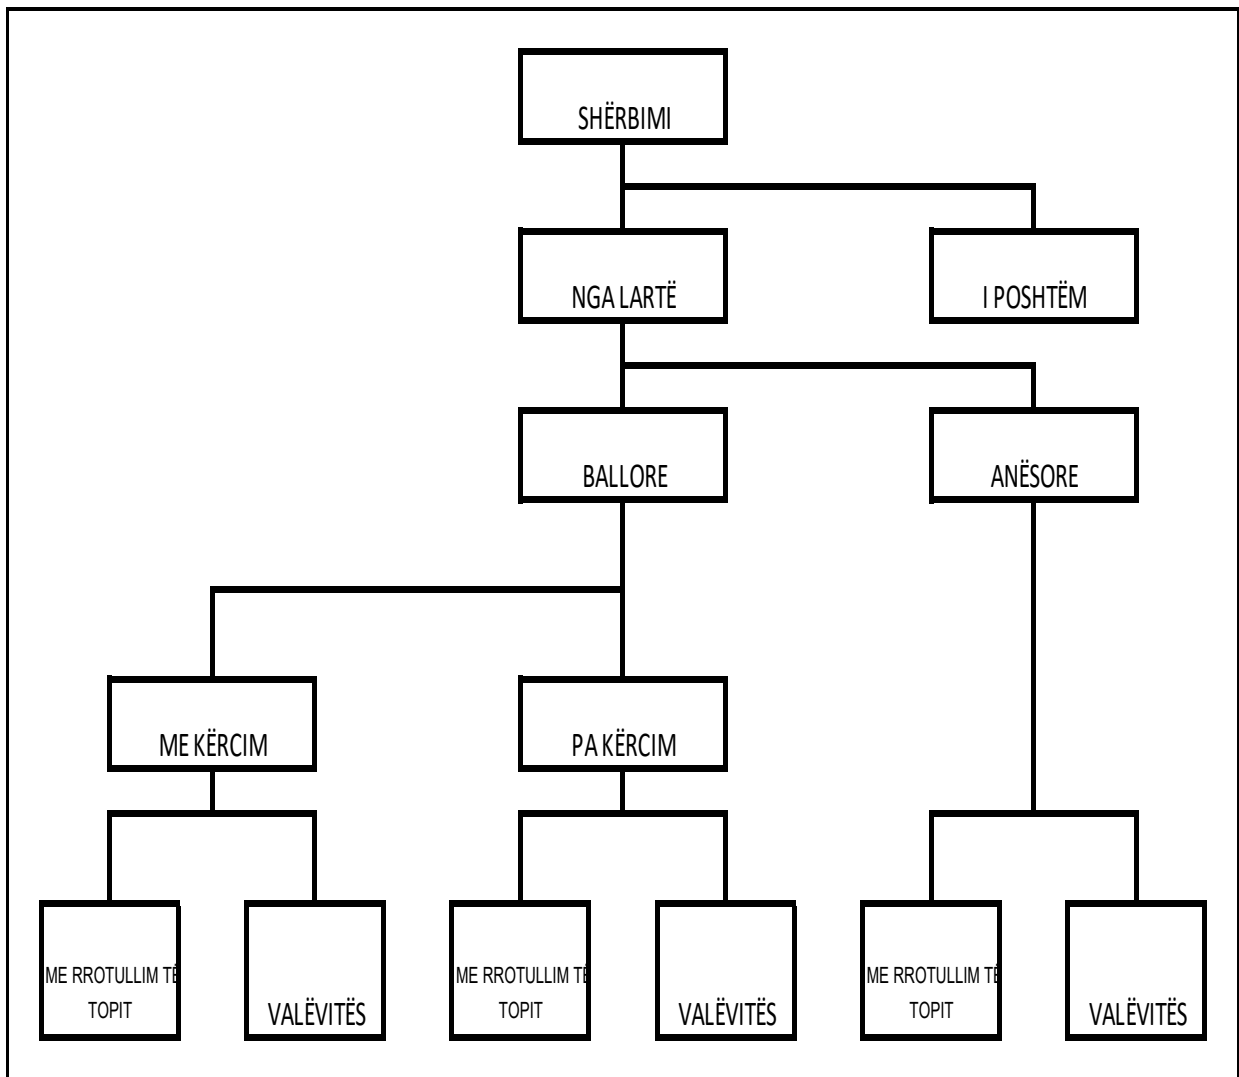 SHËRBIMI
NGA LARTË
I POSHTËM
BALLORE
ANËSORE
ME KËRCIM
PA KËRCIM
ME RROTULLIM TË
TOPIT
VALËVITËS
ME RROTULLIM TË
TOPIT
VALËVITËS
ME RROTULLIM TË
TOPIT
VALËVITËS